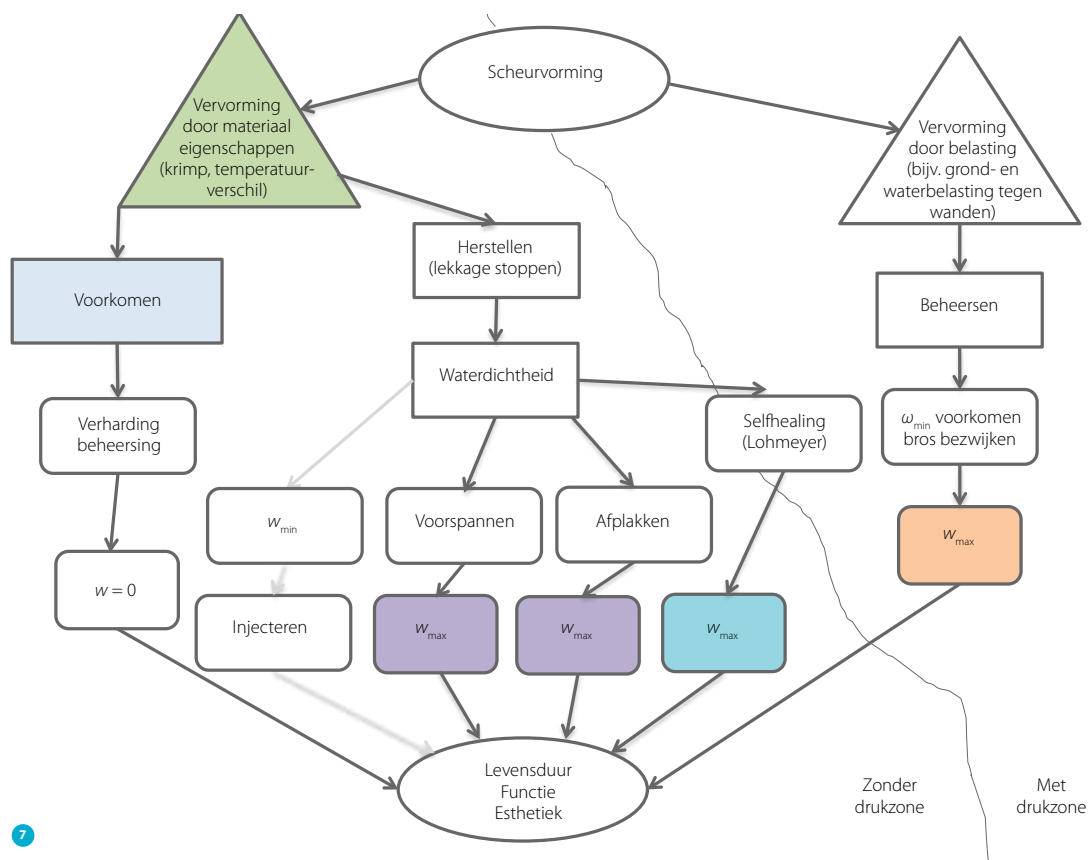 Scheurvorming
Vervorming
door materiaal
eigenschappen
(krimp, temperatuur-
verschil)
Vervorming
door belasting
(bijv. grond- en
waterbelasting tegen
wanden)
Herstellen
(lekkage stoppen)
Voorkomen
Beheersen
Waterdichtheid
Verharding
beheersing
Selfhealing
(Lohmeyer)
ωmin voorkomen
bros bezwijken
wmin
Voorspannen
Afplakken
wmax
w = 0
Injecteren
wmax
wmax
wmax
Levensduur
Functie
Esthetiek
Zonder
drukzone
Met
drukzone
7